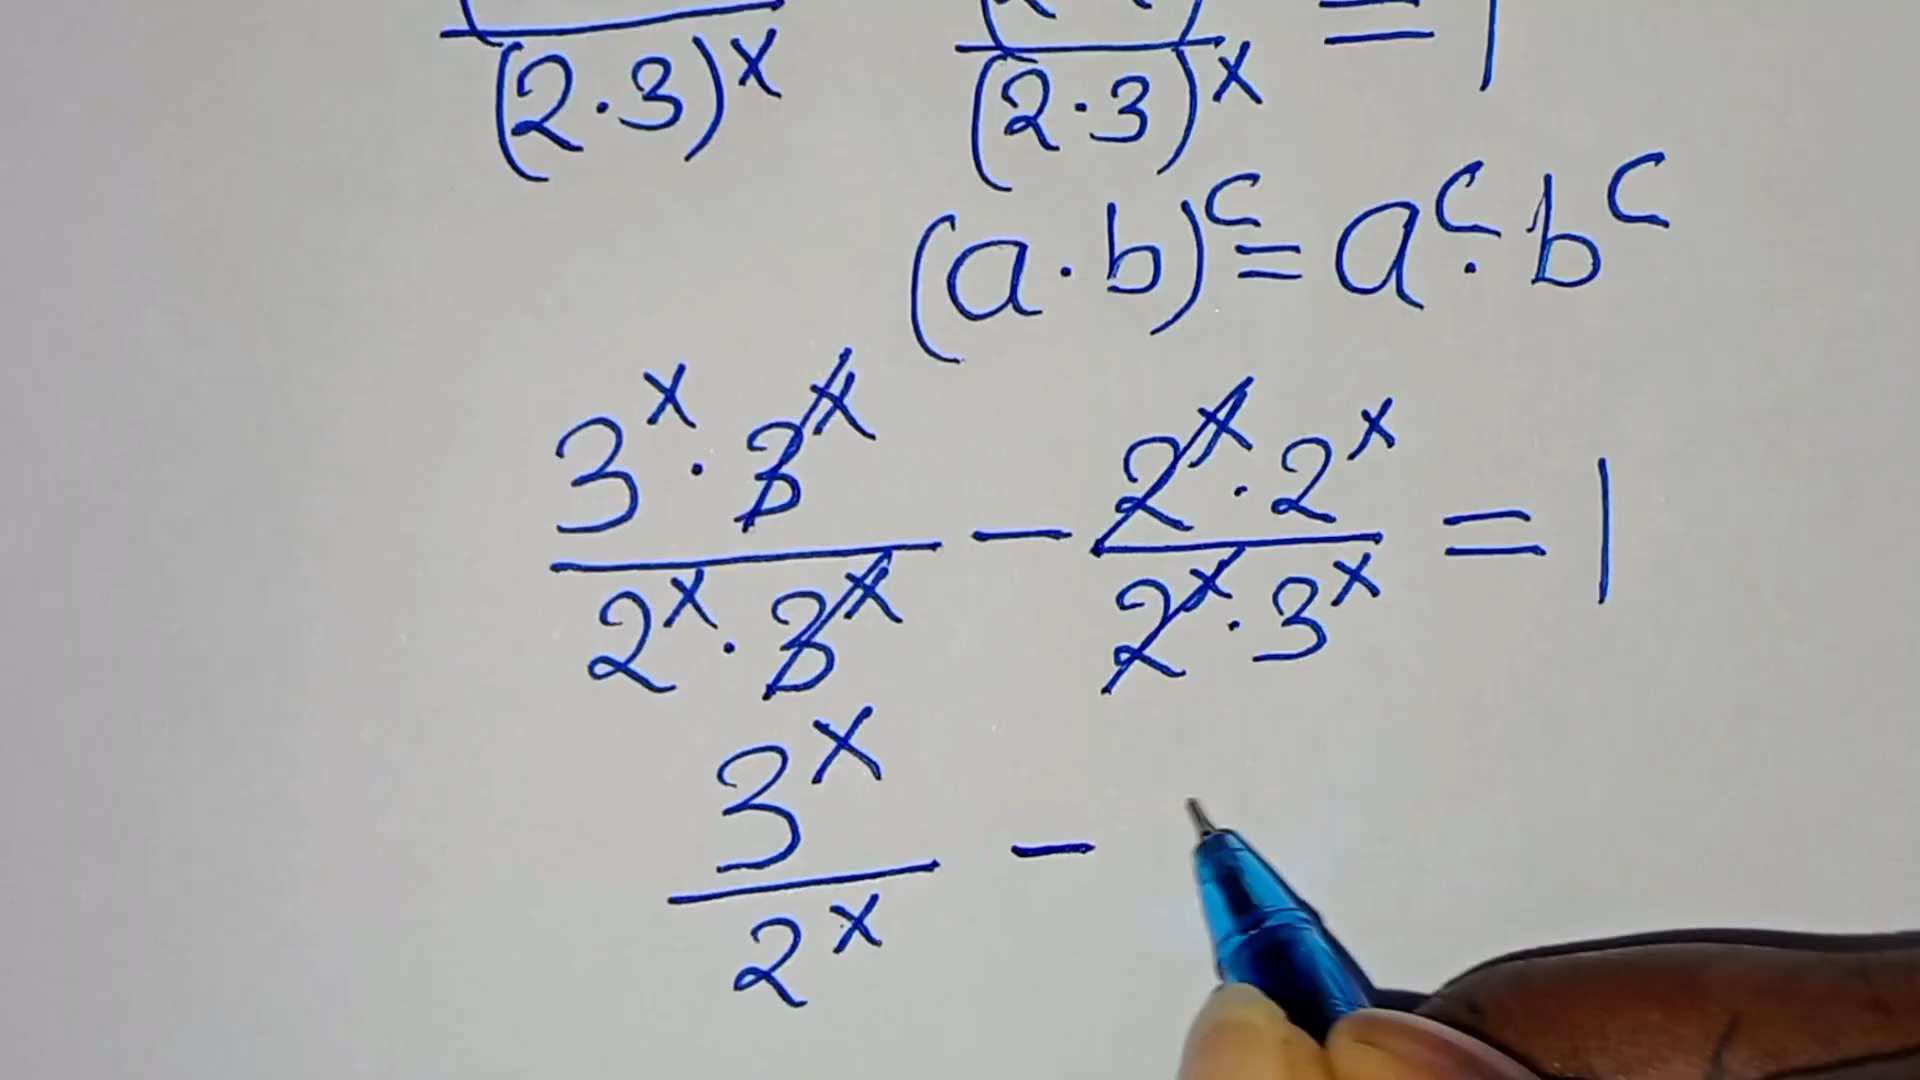 (2·3)^x (2·3)^x = 1
(a·b)^c = a^c · b^c
3^x · 3^x / 2^x · 3^x − 2^x · 2^x / 2^x · 3^x = 1
3^x / 2^x −